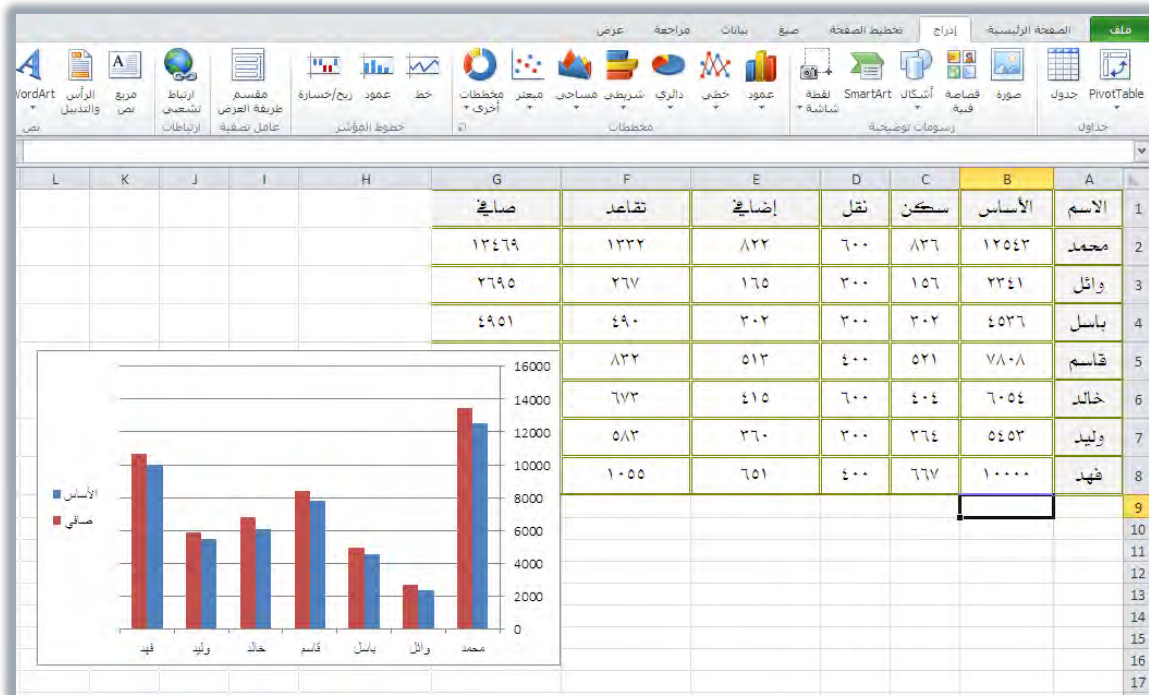 ملف الصفحة الرئيسية إدراج تخطيط الصفحة صيغ بيانات مراجعة عرض
PivotTable جدول صورة قصاصة فنية أشكال SmartArt لقطة شاشة عمود خطي دائري شريطي مساحي مبعثر مخططات أخرى خط عمود ربح/خسارة مقسم طريقة العرض ارتباط تشعبي مربع نص الرأس والتذييل WordArt
جداول رسومات توضيحية مخططات خطوط المؤشر عامل تصفية ارتباطات نص
A B C D E F G H I J K L
1 الاسم الأساس سكن نقل إضافي تقاعد صافي
2 محمد ١٢٥٤٣ ٨٣٦ ٦٠٠ ٨٢٢ ١٣٣٢ ١٣٤٦٩
3 وائل ٢٣٤١ ١٥٦ ٣٠٠ ١٦٥ ٢٦٧ ٢٦٩٥
4 باسل ٤٥٣٦ ٣٠٢ ٣٠٠ ٣٠٢ ٤٩٠ ٤٩٥١
5 قاسم ٧٨٠٨ ٥٢١ ٤٠٠ ٥١٣ ٨٣٢
6 خالد ٦٠٥٤ ٤٠٤ ٦٠٠ ٤١٥ ٦٧٣
7 وليد ٥٤٥٣ ٣٦٤ ٣٠٠ ٣٦٠ ٥٨٣
8 فهد ١٠٠٠٠ ٦٦٧ ٤٠٠ ٦٥١ ١٠٥٥
9
10
11
12
13
14
15
16
17
16000
14000
12000
10000
8000
6000
4000
2000
0
محمد وائل باسل قاسم خالد وليد فهد
الأساس
صافي